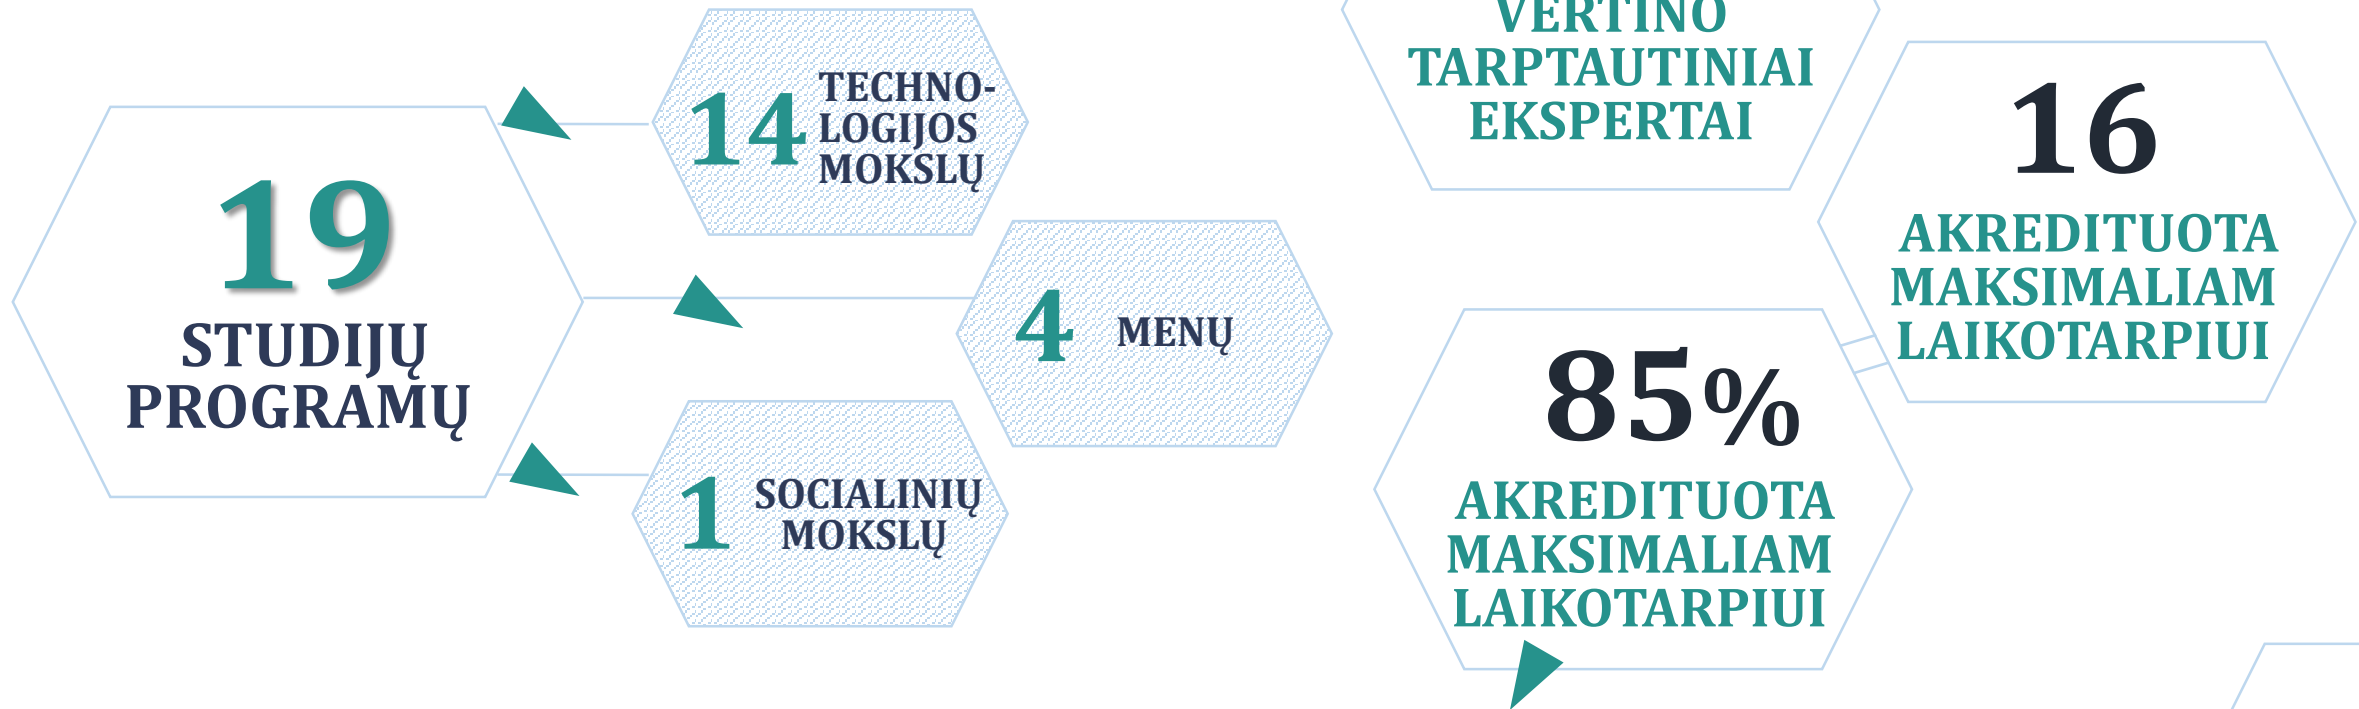 19
STUDIJŲ
PROGRAMŲ
14
TECHNO-
LOGIJOS
MOKSLŲ
4 MENŲ
1
SOCIALINIŲ
MOKSLŲ
VERTINO
TARPTAUTINIAI
EKSPERTAI
16
AKREDITUOTA
MAKSIMALIAM
LAIKOTARPIUI
85%
AKREDITUOTA
MAKSIMALIAM
LAIKOTARPIUI